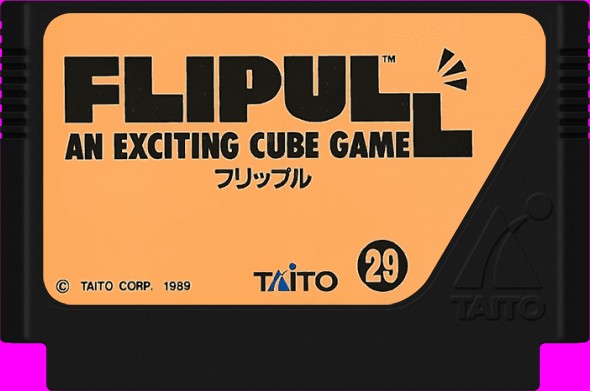 FLIPULL™
AN EXCITING CUBE GAME
フリップル
© TAITO CORP. 1989
TAITO
29
TAITO